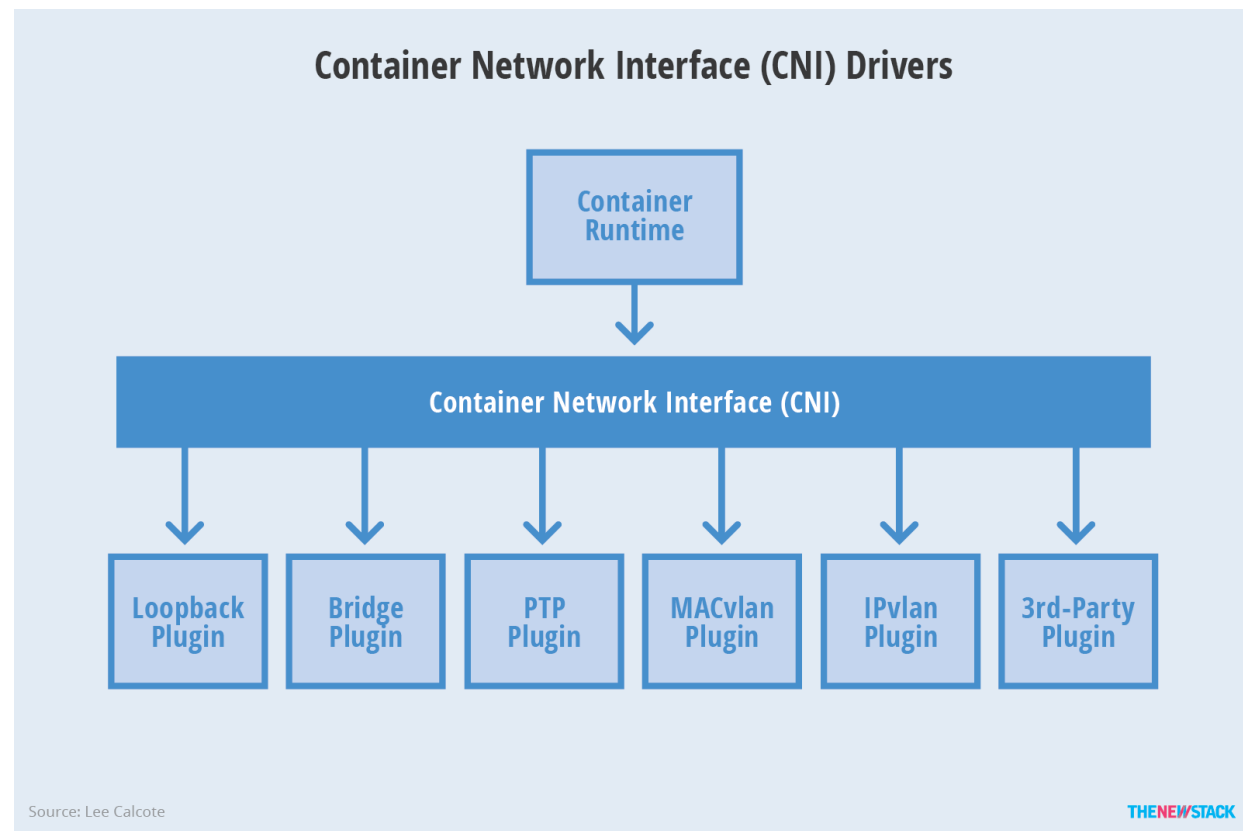 Container Network Interface (CNI) Drivers
Container
Runtime
Container Network Interface (CNI)
Loopback
Plugin
Bridge
Plugin
PTP
Plugin
MACvlan
Plugin
IPvlan
Plugin
3rd-Party
Plugin
Source: Lee Calcote
THENEWSTACK